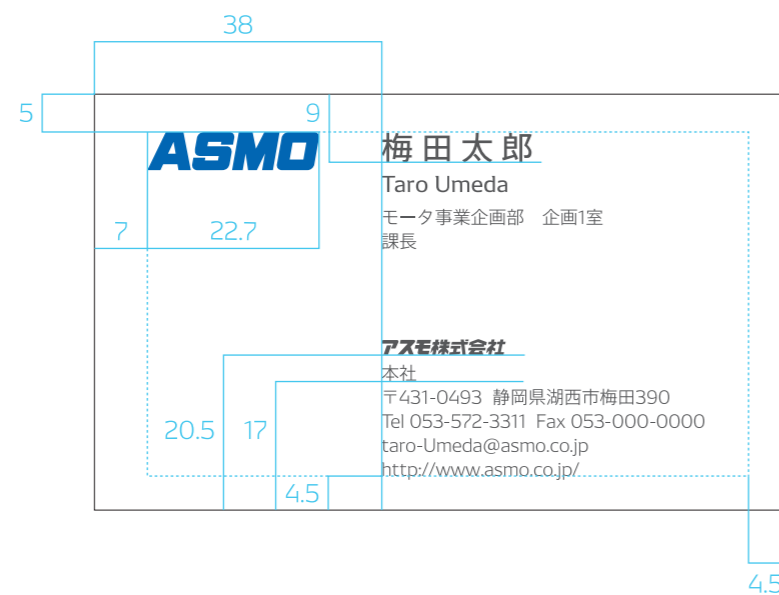 38
5
9
ASMO
梅田太郎
Taro Umeda
7
22.7
モータ事業企画部　企画1室
課長
アスモ株式会社
本社
〒431-0493 静岡県湖西市梅田390
Tel 053-572-3311 Fax 053-000-0000
20.5
17
taro-Umeda@asmo.co.jp
http://www.asmo.co.jp/
4.5
4.5